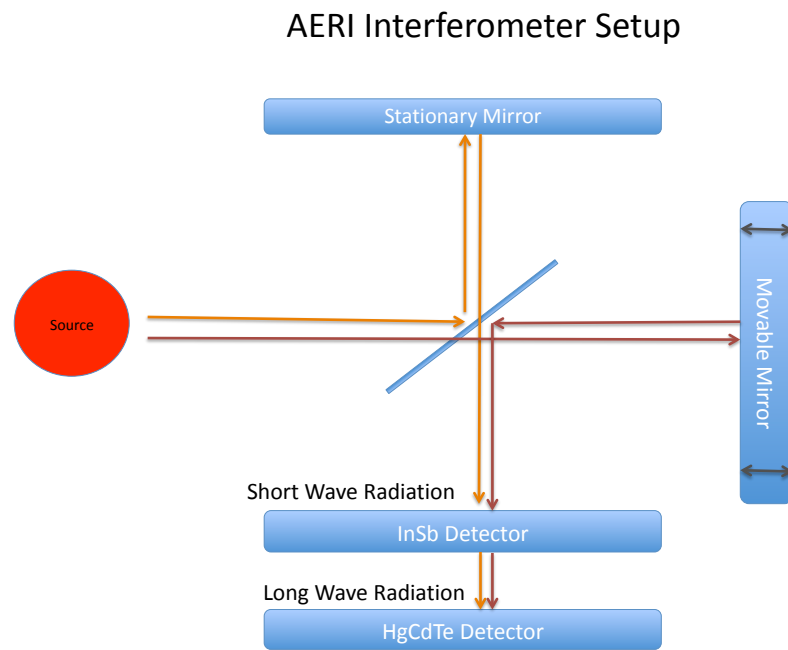 AERI Interferometer Setup
Stationary Mirror
Source
Movable Mirror
Short Wave Radiation
InSb Detector
Long Wave Radiation
HgCdTe Detector